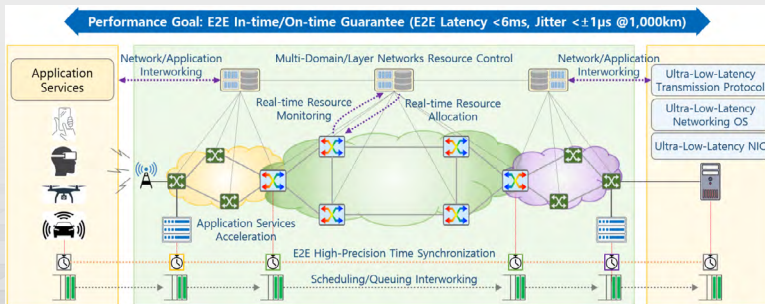 Performance Goal: E2E In-time/On-time Guarantee (E2E Latency <6ms, Jitter <±1μs @1,000km)
Application
Services
Network/Application
Interworking
Multi-Domain/Layer Networks Resource Control
Network/Application
Interworking
Ultra-Low-Latency
Transmission Protocol
Ultra-Low-Latency
Networking OS
Ultra-Low-Latency NIC
Real-time Resource
Monitoring
Real-time Resource
Allocation
Application Services
Acceleration
E2E High-Precision Time Synchronization
Scheduling/Queuing Interworking